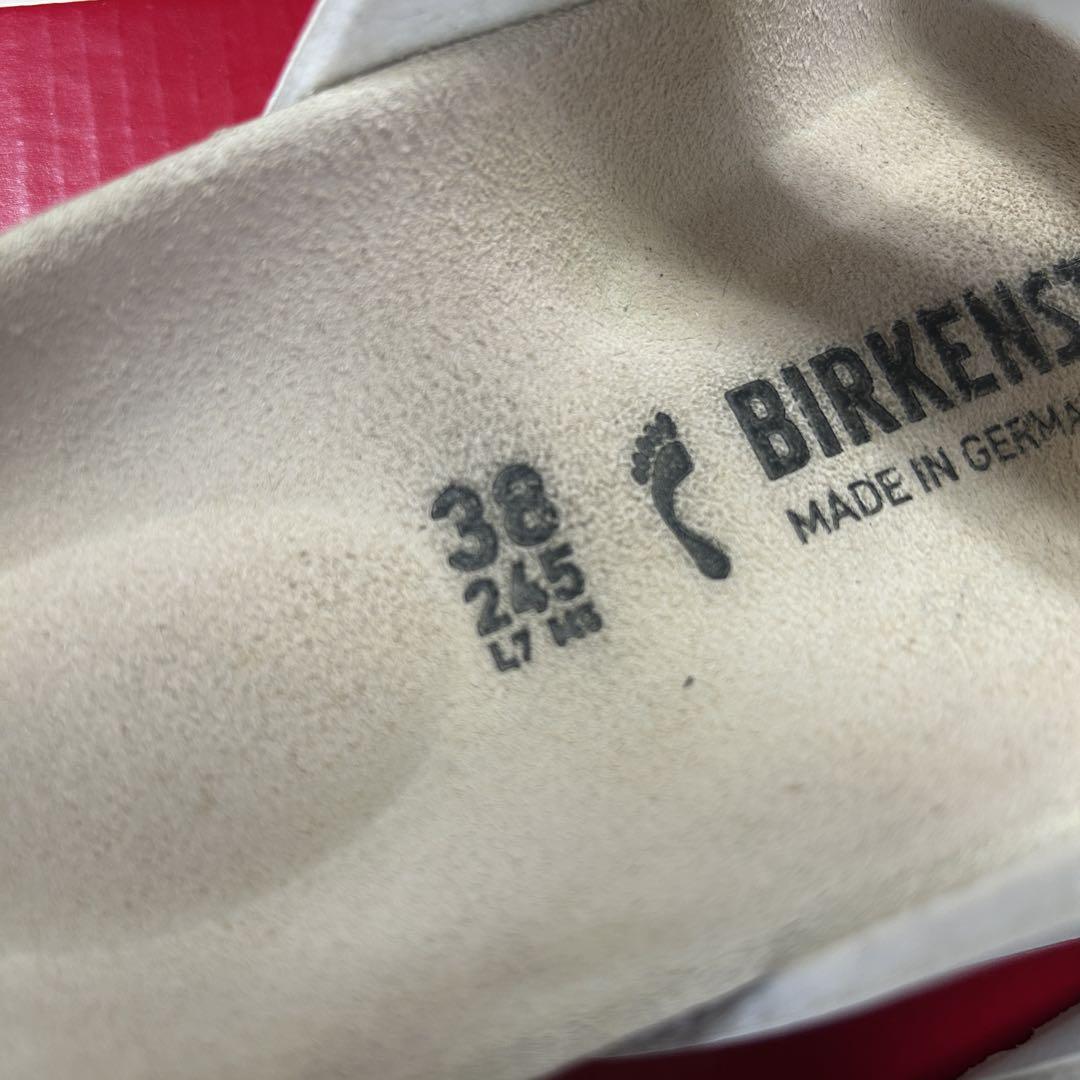 38
245
L7 M5
BIRKENST
MADE IN GERMA